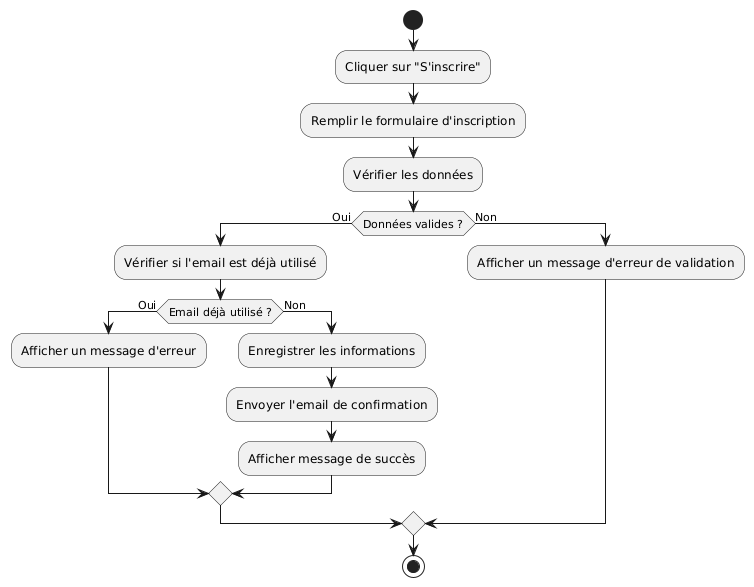 Cliquer sur "S'inscrire"
Remplir le formulaire d'inscription
Vérifier les données
Oui
Données valides ?
Non
Vérifier si l'email est déjà utilisé
Afficher un message d'erreur de validation
Oui
Email déjà utilisé ?
Non
Afficher un message d'erreur
Enregistrer les informations
Envoyer l'email de confirmation
Afficher message de succès